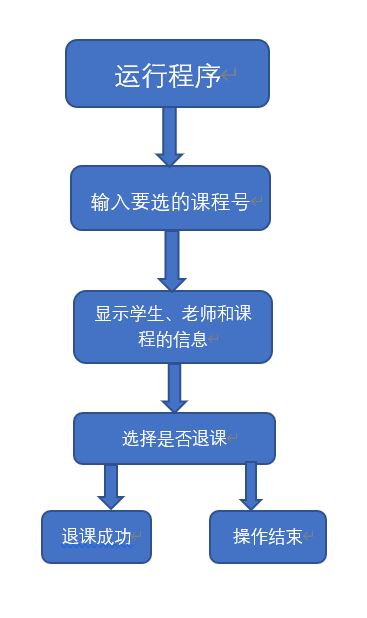 运行程序
输入要选的课程号
显示学生、老师和课
程的信息
选择是否退课
退课成功
操作结束